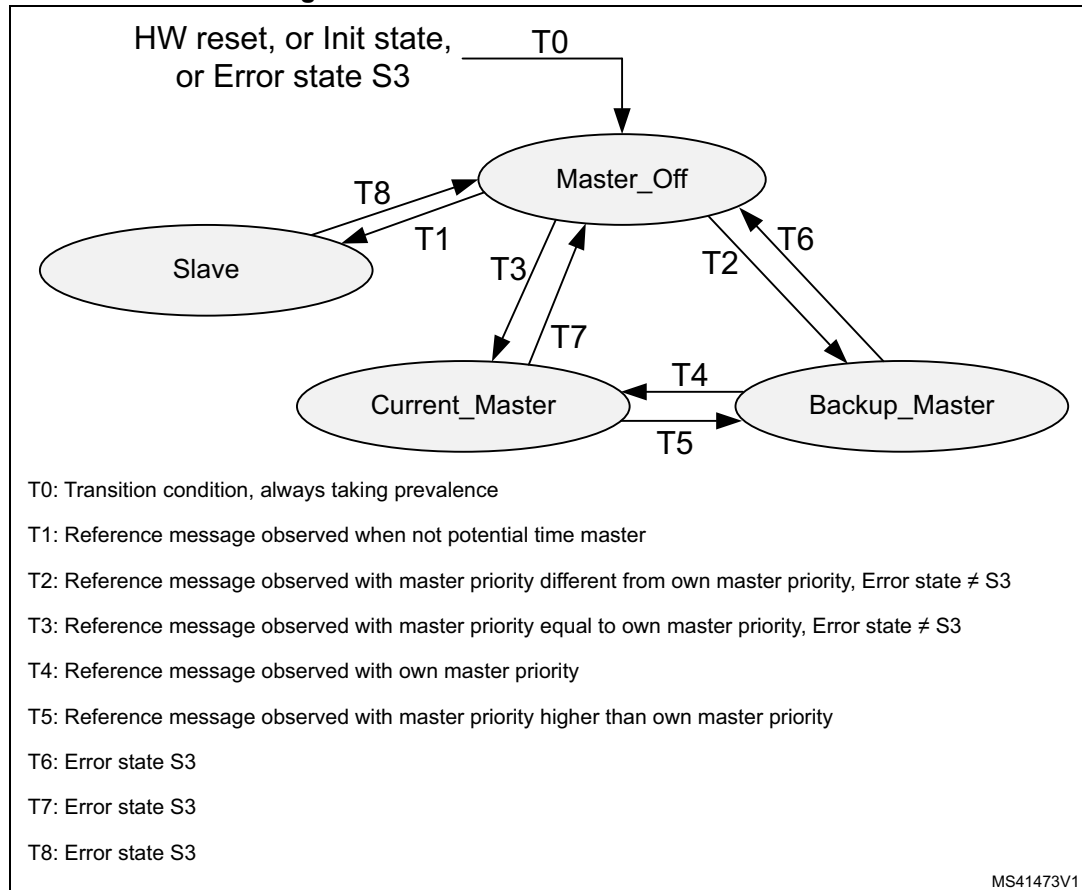 HW reset, or Init state,
or Error state S3
T0
Master_Off
T8
T1
T6
Slave
T3
T2
T7
Current_Master
T4
Backup_Master
T5
T0: Transition condition, always taking prevalence
T1: Reference message observed when not potential time master
T2: Reference message observed with master priority different from own master priority, Error state ≠ S3
T3: Reference message observed with master priority equal to own master priority, Error state ≠ S3
T4: Reference message observed with own master priority
T5: Reference message observed with master priority higher than own master priority
T6: Error state S3
T7: Error state S3
T8: Error state S3
MS41473V1